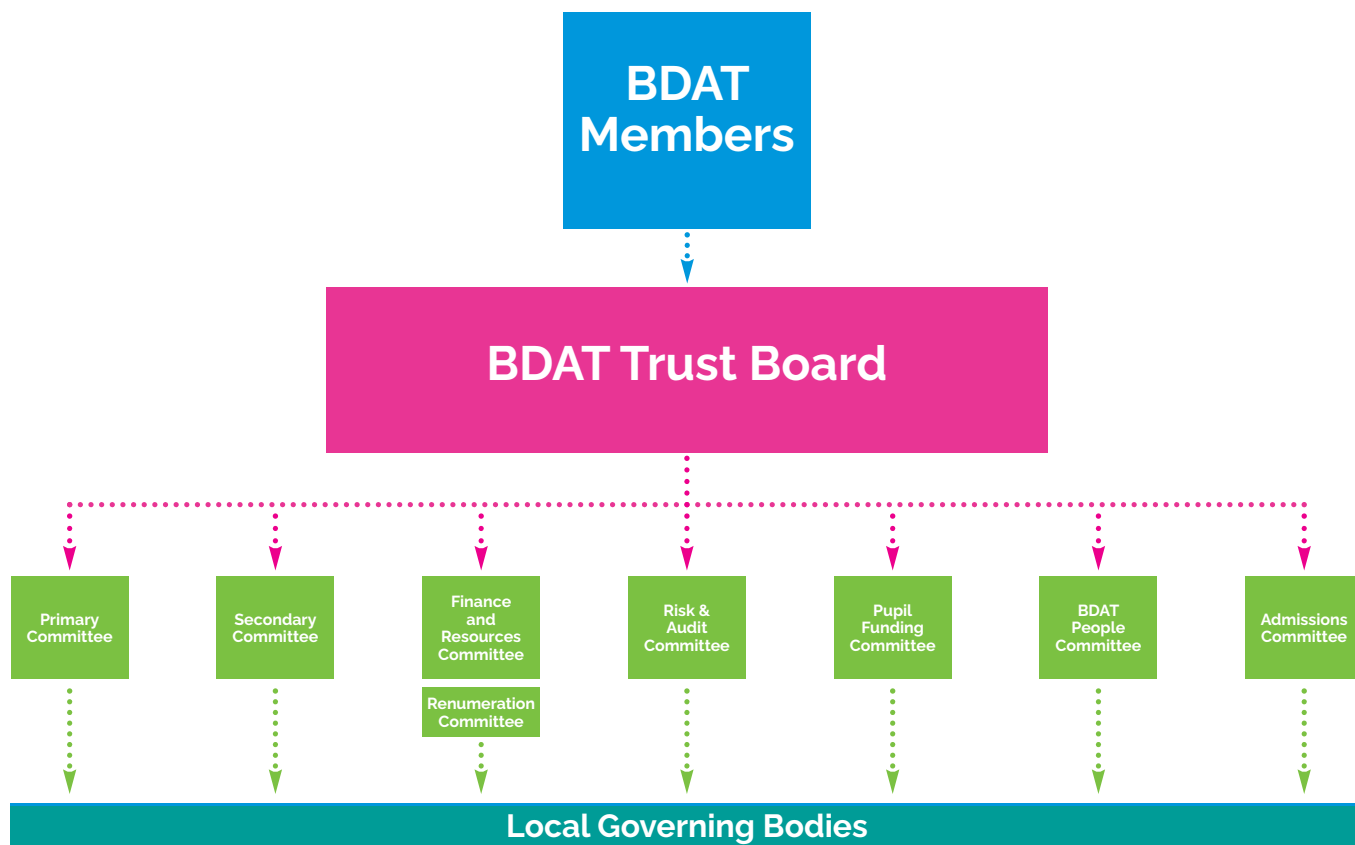 BDAT
Members
BDAT Trust Board
Primary
Committee
Secondary
Committee
Finance
and
Resources
Committee
Renumeration
Committee
Risk &
Audit
Committee
Pupil
Funding
Committee
BDAT
People
Committee
Admissions
Committee
Local Governing Bodies